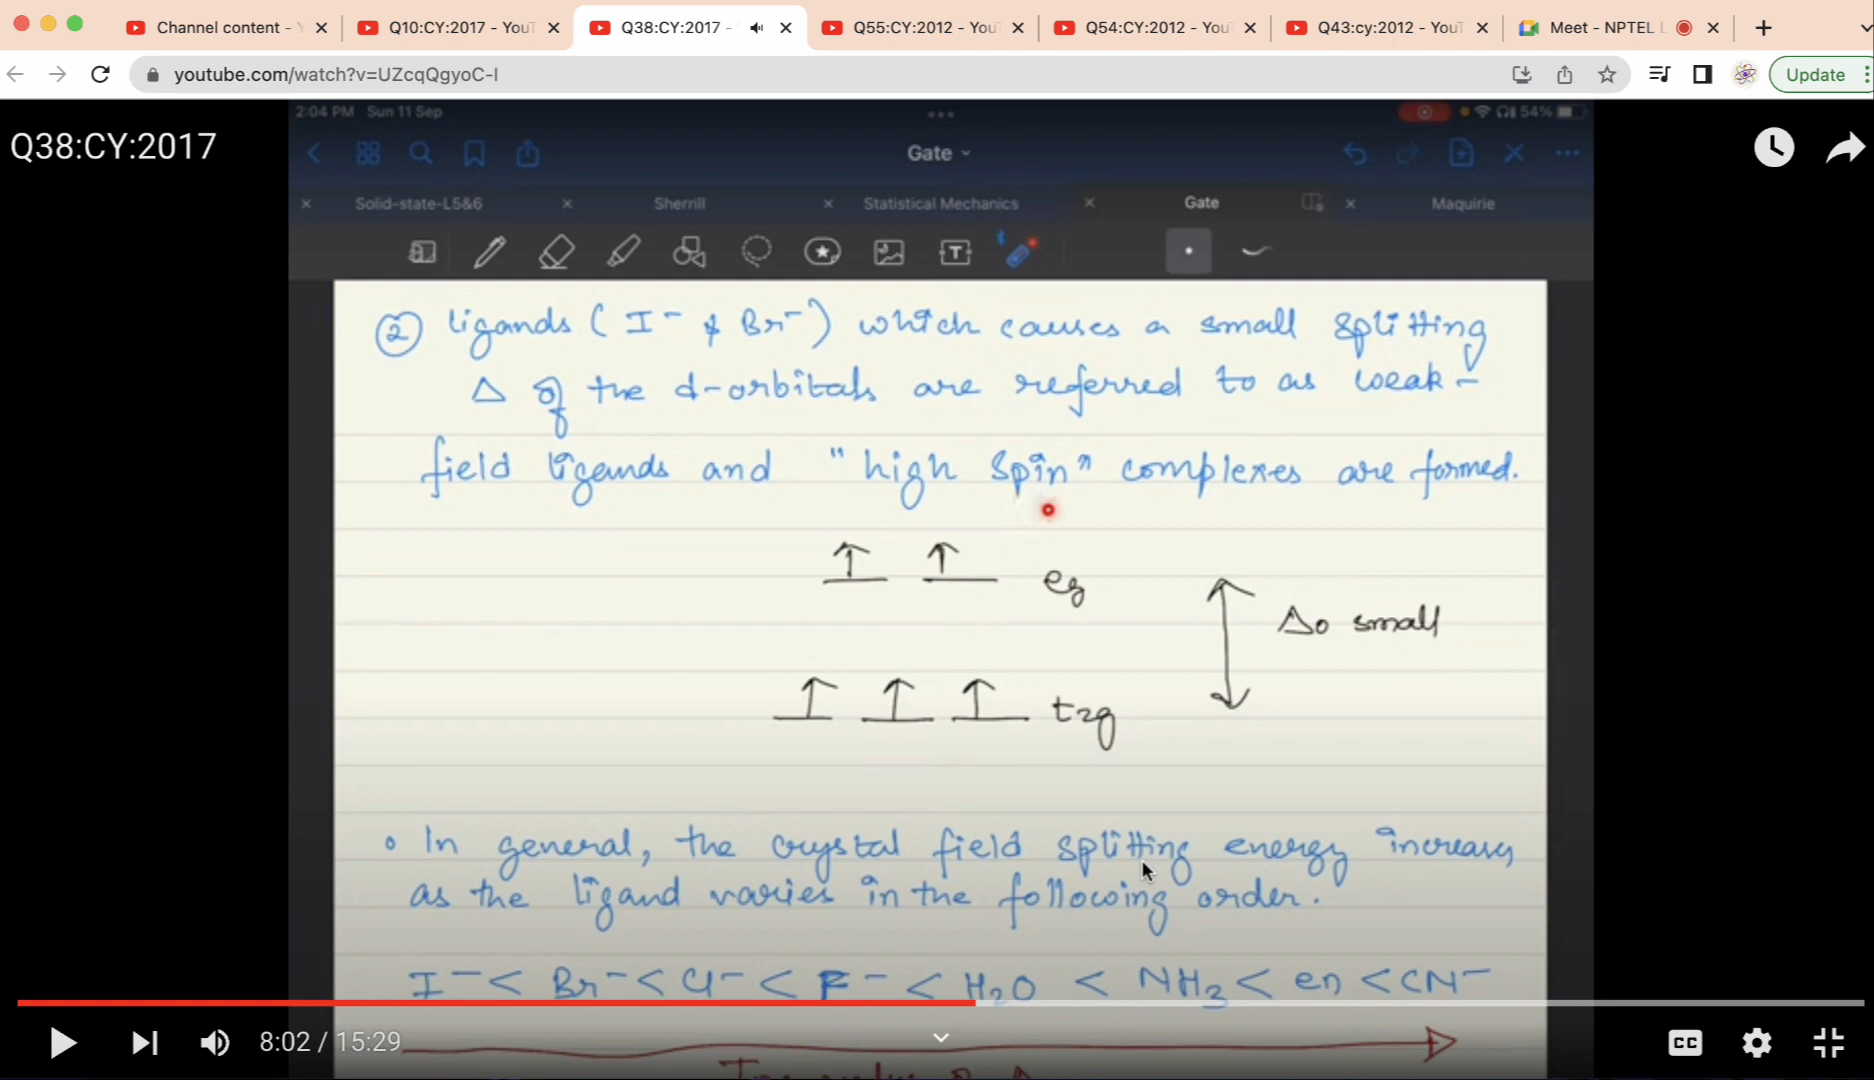 Channel content -
Q10:CY:2017 - YouT
Q38:CY:2017 -
Q55:CY:2012 - YouT
Q54:CY:2012 - YouT
Q43:cy:2012 - YouT
Meet - NPTEL L
youtube.com/watch?v=UZcqQgyoC-I
Update
2:04 PM Sun 11 Sep
54%
Q38:CY:2017
Gate
Solid-state-L5&6
Sherrill
Statistical Mechanics
Gate
Maquirie
② ligands ( I⁻ & Br⁻ ) which causes a small splitting
Δ of the d-orbitals are referred to as weak-
field ligands and "high spin" complexes are formed.
↑ ↑ eg
Δo small
↑ ↑ ↑ t2g
• In general, the crystal field splitting energy increases
as the ligand varies in the following order.
I⁻ < Br⁻ < Cl⁻ < F⁻ < H₂O < NH₃ < en < CN⁻
8:02 / 15:29
CC